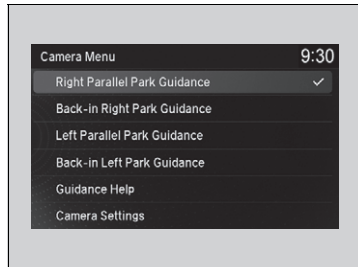 Camera Menu 9:30
Right Parallel Park Guidance
Back-in Right Park Guidance
Left Parallel Park Guidance
Back-in Left Park Guidance
Guidance Help
Camera Settings